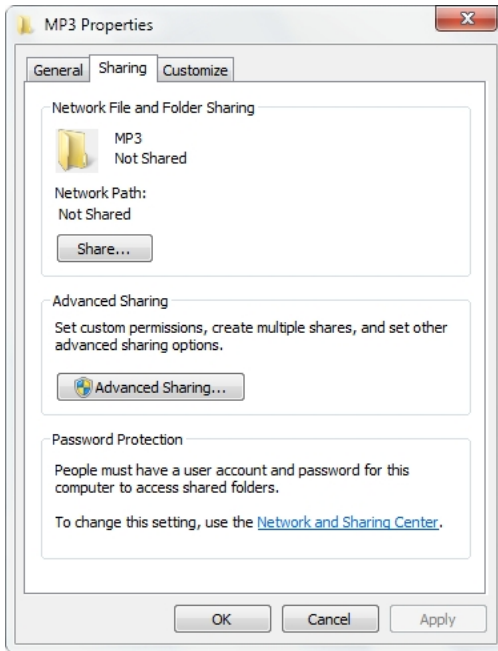 MP3 Properties
General Sharing Customize
Network File and Folder Sharing
MP3
Not Shared
Network Path:
Not Shared
Share...
Advanced Sharing
Set custom permissions, create multiple shares, and set other
advanced sharing options.
Advanced Sharing...
Password Protection
People must have a user account and password for this
computer to access shared folders.
To change this setting, use the Network and Sharing Center.
OK Cancel Apply